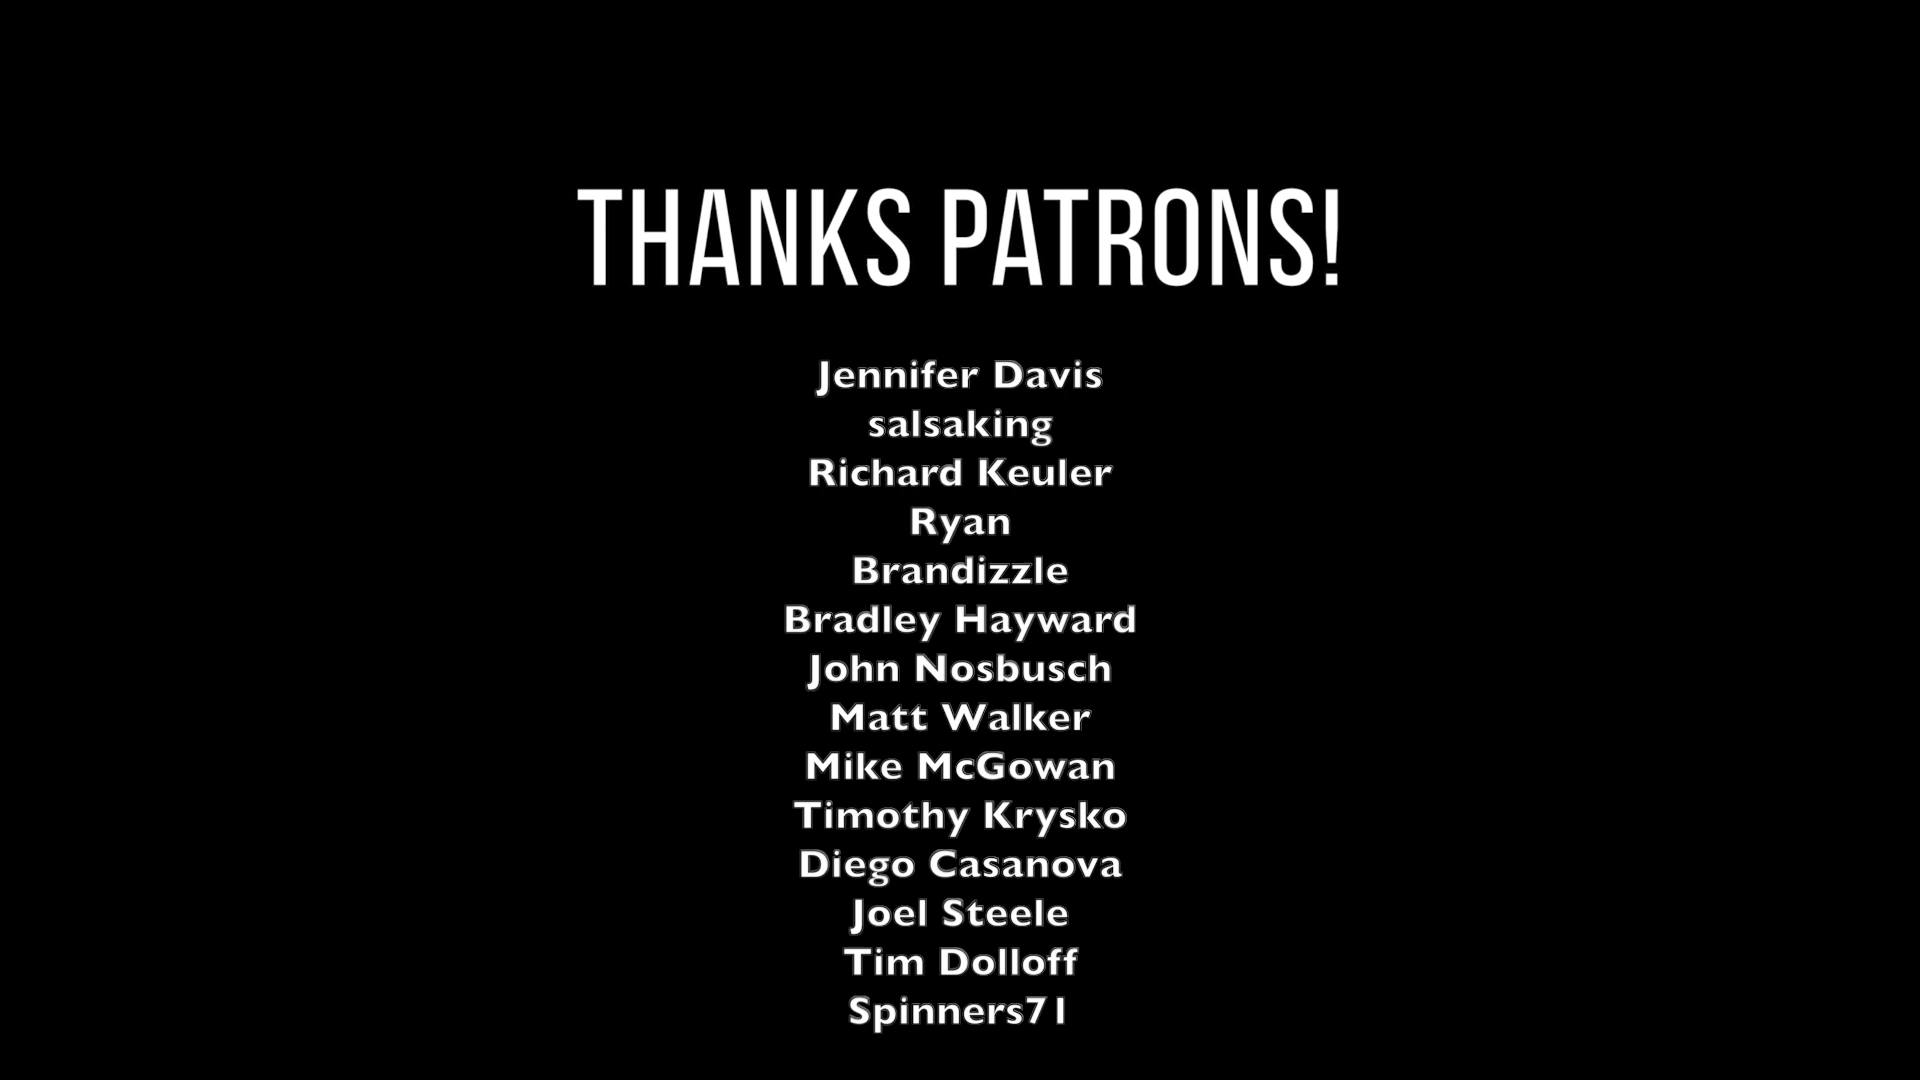 THANKS PATRONS!
Jennifer Davis
salsaking
Richard Keuler
Ryan
Brandizzle
Bradley Hayward
John Nosbusch
Matt Walker
Mike McGowan
Timothy Krysko
Diego Casanova
Joel Steele
Tim Dolloff
Spinners71